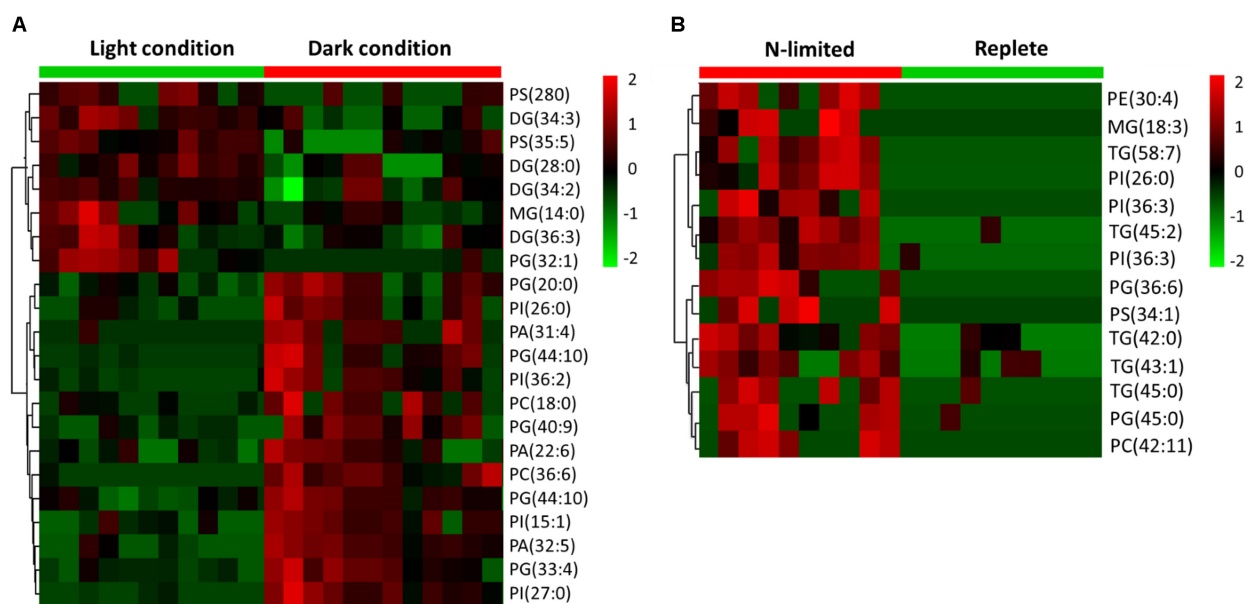 A
Light condition
Dark condition
PS(280)
DG(34:3)
PS(35:5)
DG(28:0)
DG(34:2)
MG(14:0)
DG(36:3)
PG(32:1)
PG(20:0)
PI(26:0)
PA(31:4)
PG(44:10)
PI(36:2)
PC(18:0)
PG(40:9)
PA(22:6)
PC(36:6)
PG(44:10)
PI(15:1)
PA(32:5)
PG(33:4)
PI(27:0)
2
1
0
-1
-2
B
N-limited
Replete
PE(30:4)
MG(18:3)
TG(58:7)
PI(26:0)
PI(36:3)
TG(45:2)
PI(36:3)
PG(36:6)
PS(34:1)
TG(42:0)
TG(43:1)
TG(45:0)
PG(45:0)
PC(42:11)
2
1
0
-1
-2